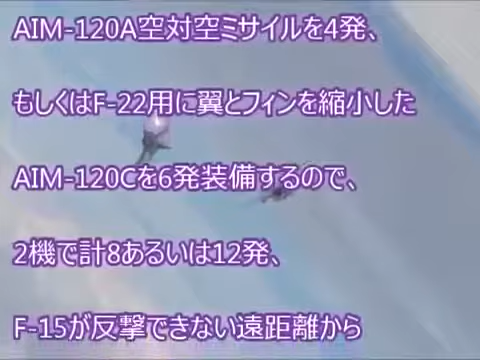 AIM-120A空対空ミサイルを4発、
もしくはF-22用に翼とフィンを縮小した
AIM-120Cを6発装備するので、
2機で計8あるいは12発、
F-15が反撃できない遠距離から